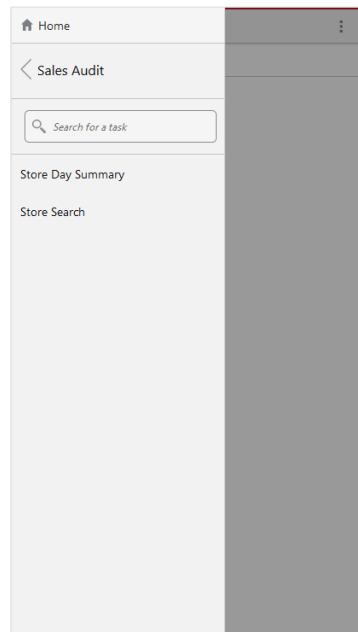 Home
Sales Audit
Search for a task
Store Day Summary
Store Search